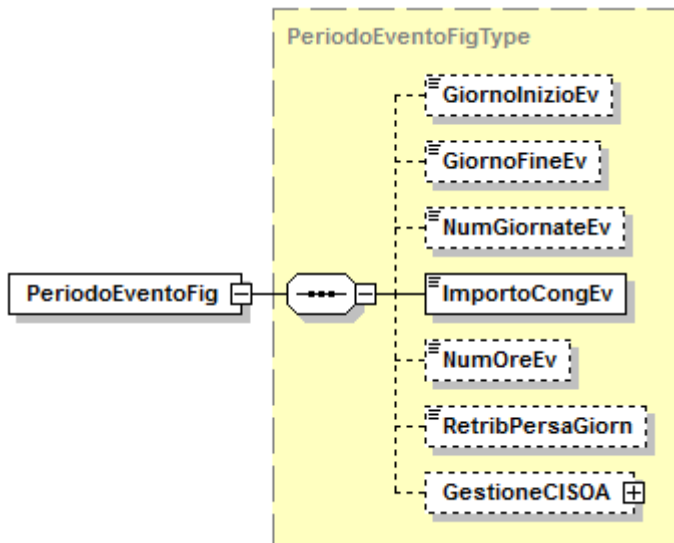 PeriodoEventoFigType
GiornoInizioEv
GiornoFineEv
NumGiornateEv
PeriodoEventoFig
ImportoCongEv
NumOreEv
RetribPersaGiorn
GestioneCISOA